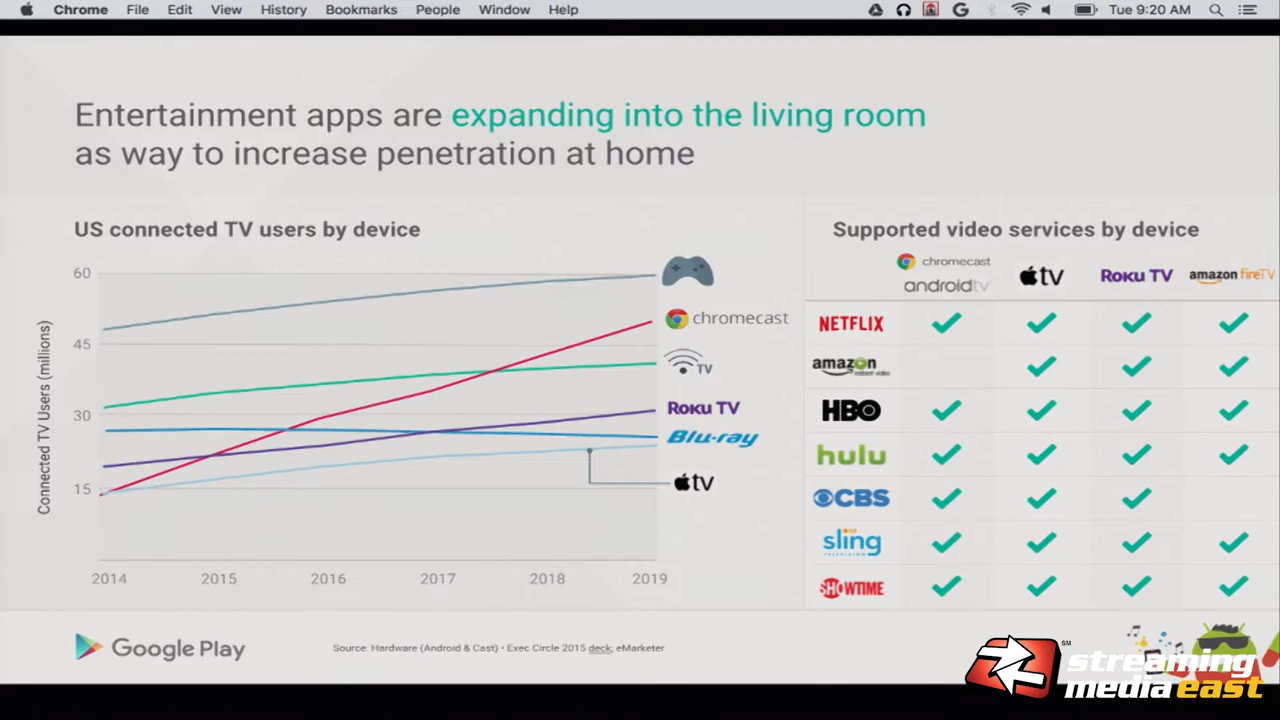 Chrome File Edit View History Bookmarks People Window Help Tue 9:20 AM
Entertainment apps are expanding into the living room
as way to increase penetration at home
US connected TV users by device
Connected TV Users (millions)
60
45
30
15
2014 2015 2016 2017 2018 2019
chromecast
TV
Roku TV
Blu-ray
tv
Supported video services by device
chromecast
androidtv
tv
Roku TV
amazon fireTV
NETFLIX
amazon
instant video
HBO
hulu
CBS
sling
TELEVISION
SHOWTIME
Google Play
Source: Hardware (Android & Cast) • Exec Circle 2015 deck; eMarketer
streaming
media east
SM